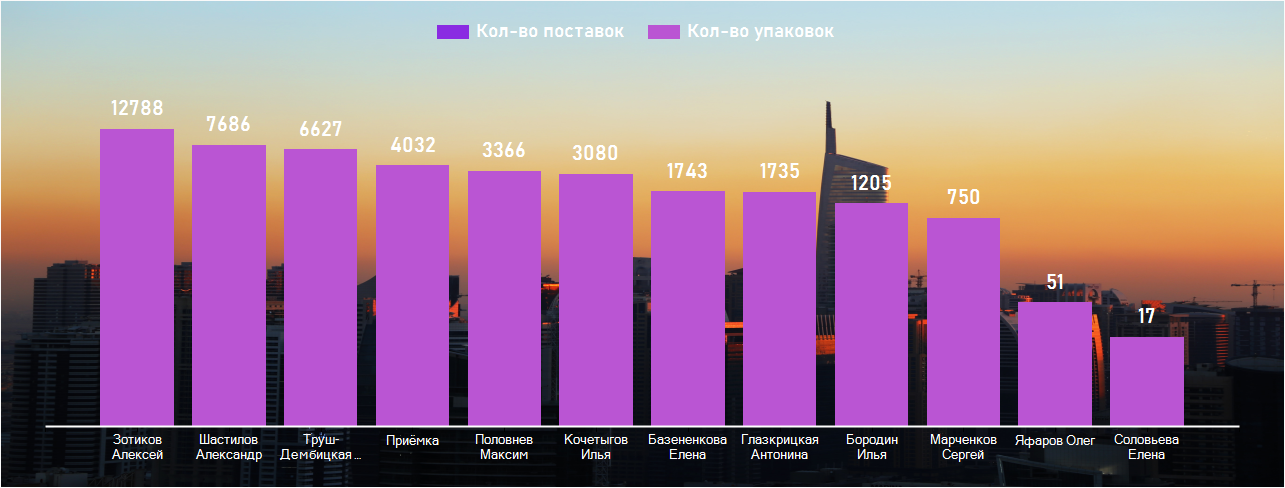 Кол-во поставок Кол-во упаковок
12788
7686
6627
4032
3366
3080
1743
1735
1205
750
51
17
Зотиков
Алексей
Шастилов
Александр
Труш-
Дембицкая...
Приёмка
Половнев
Максим
Кочетыгов
Илья
Базененкова
Елена
Глазкрицкая
Антонина
Бородин
Илья
Марченков
Сергей
Яфаров Олег
Соловьева
Елена